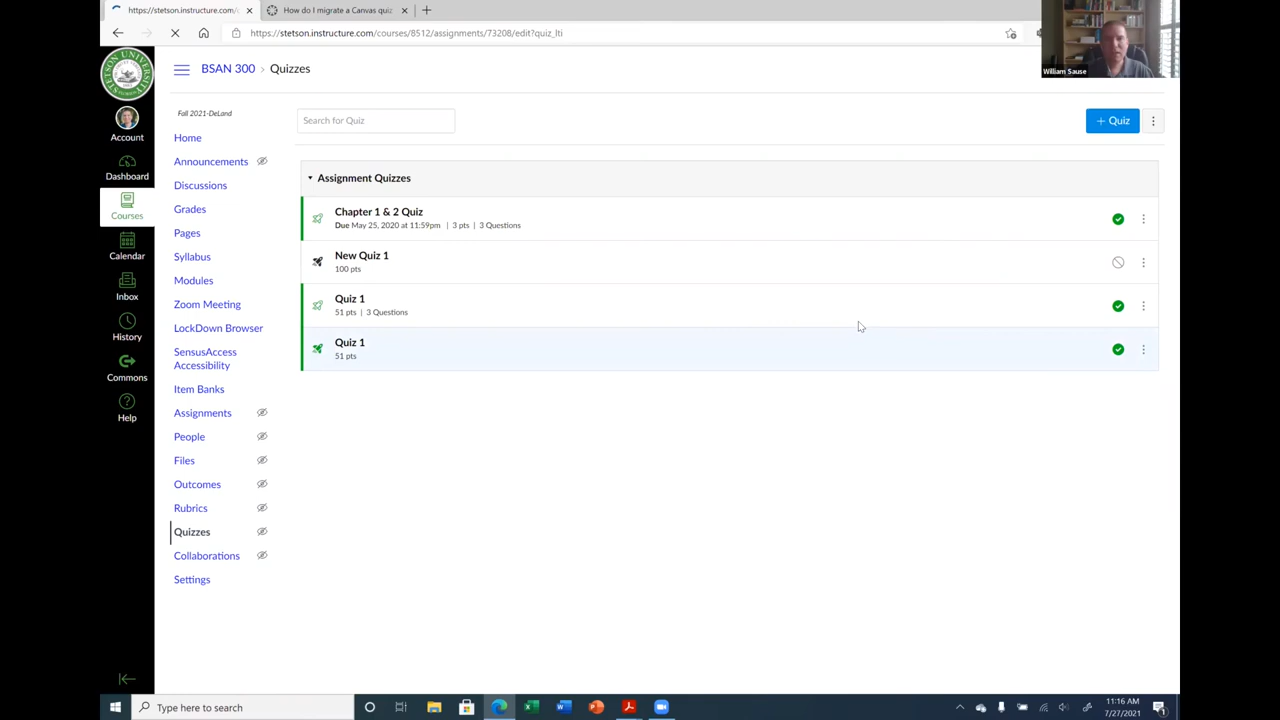 https://stetson.instructure.com/
How do I migrate a Canvas quiz
https://stetson.instructure.com/courses/8512/assignments/73208/edit?quiz_lti
William Sause
STETSON UNIVERSITY
BSAN 300 › Quizzes
Fall 2021-DeLand
Account
Dashboard
Courses
Calendar
Inbox
History
Commons
Help
Home
Announcements
Discussions
Grades
Pages
Syllabus
Modules
Zoom Meeting
LockDown Browser
SensusAccess
Accessibility
Item Banks
Assignments
People
Files
Outcomes
Rubrics
Quizzes
Collaborations
Settings
Search for Quiz
+ Quiz
Assignment Quizzes
Chapter 1 & 2 Quiz
Due May 25, 2020 at 11:59pm | 3 pts | 3 Questions
New Quiz 1
100 pts
Quiz 1
51 pts | 3 Questions
Quiz 1
51 pts
Type here to search
11:16 AM
7/27/2021